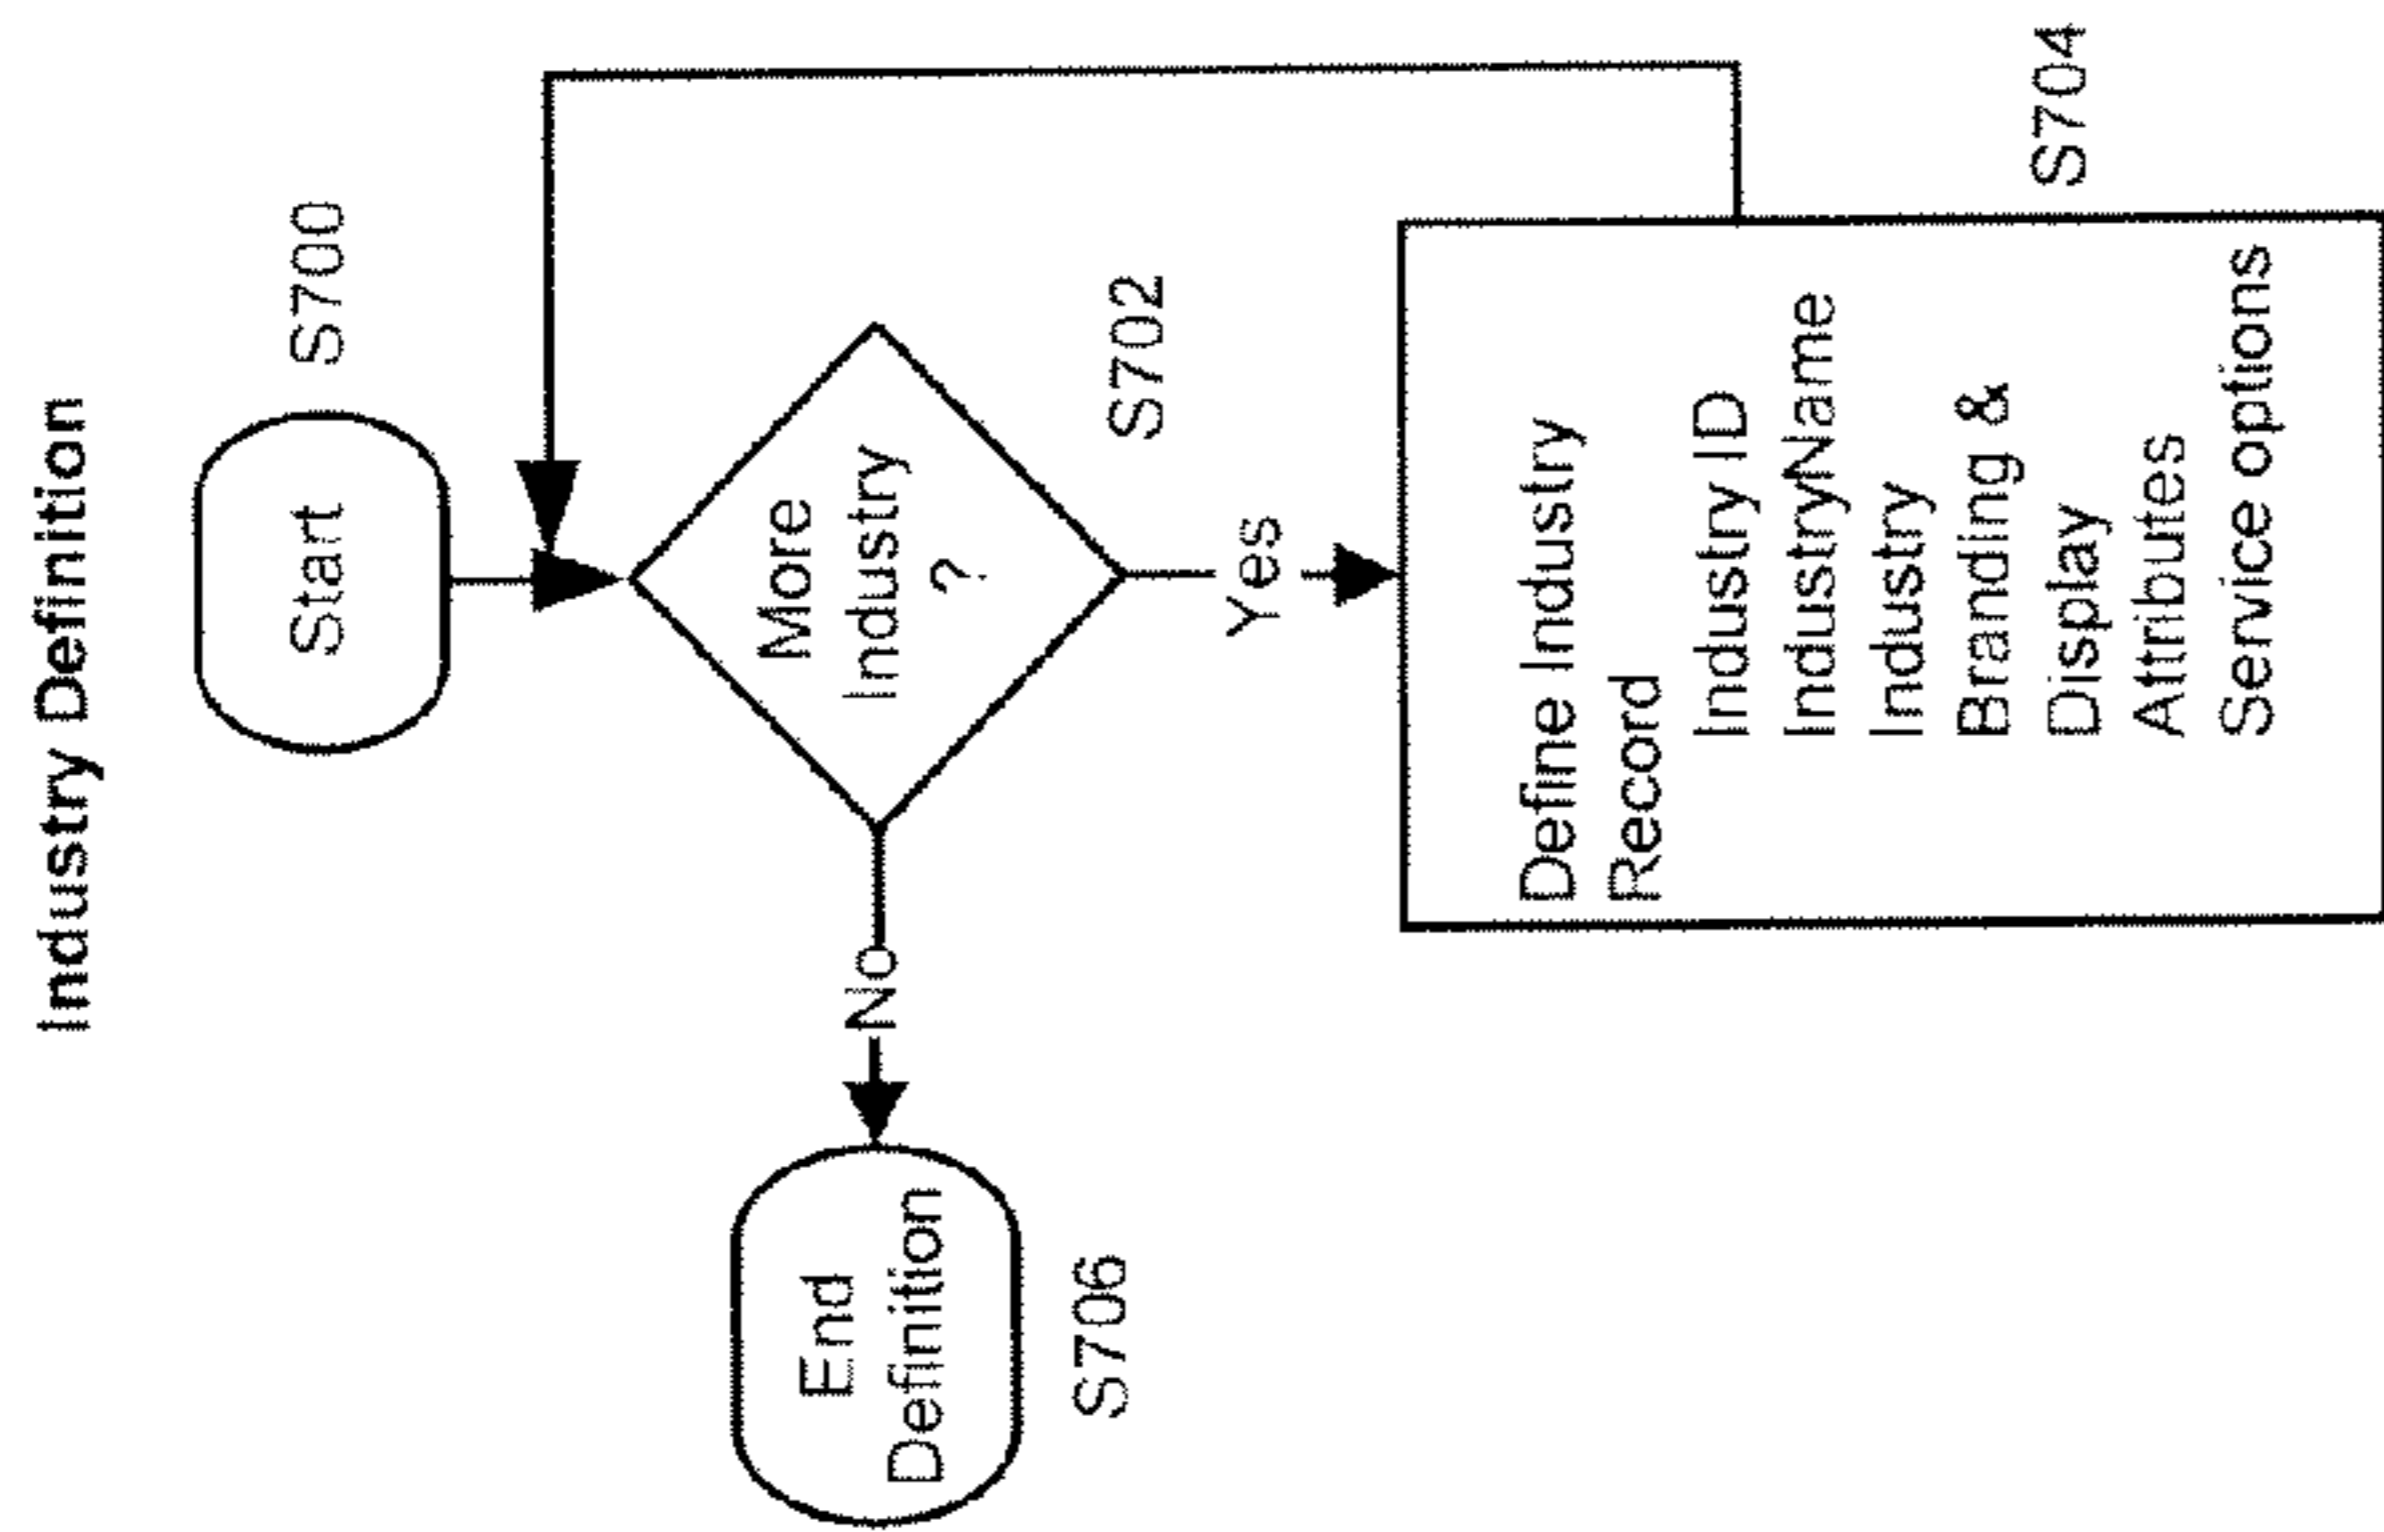 Industry Definition
Start
S700
More
Industry
?
S702
No
End
Definition
S706
Yes
Define Industry
Record
Industry ID
IndustryName
Industry
Branding &
Display
Attributes
Service options
S704